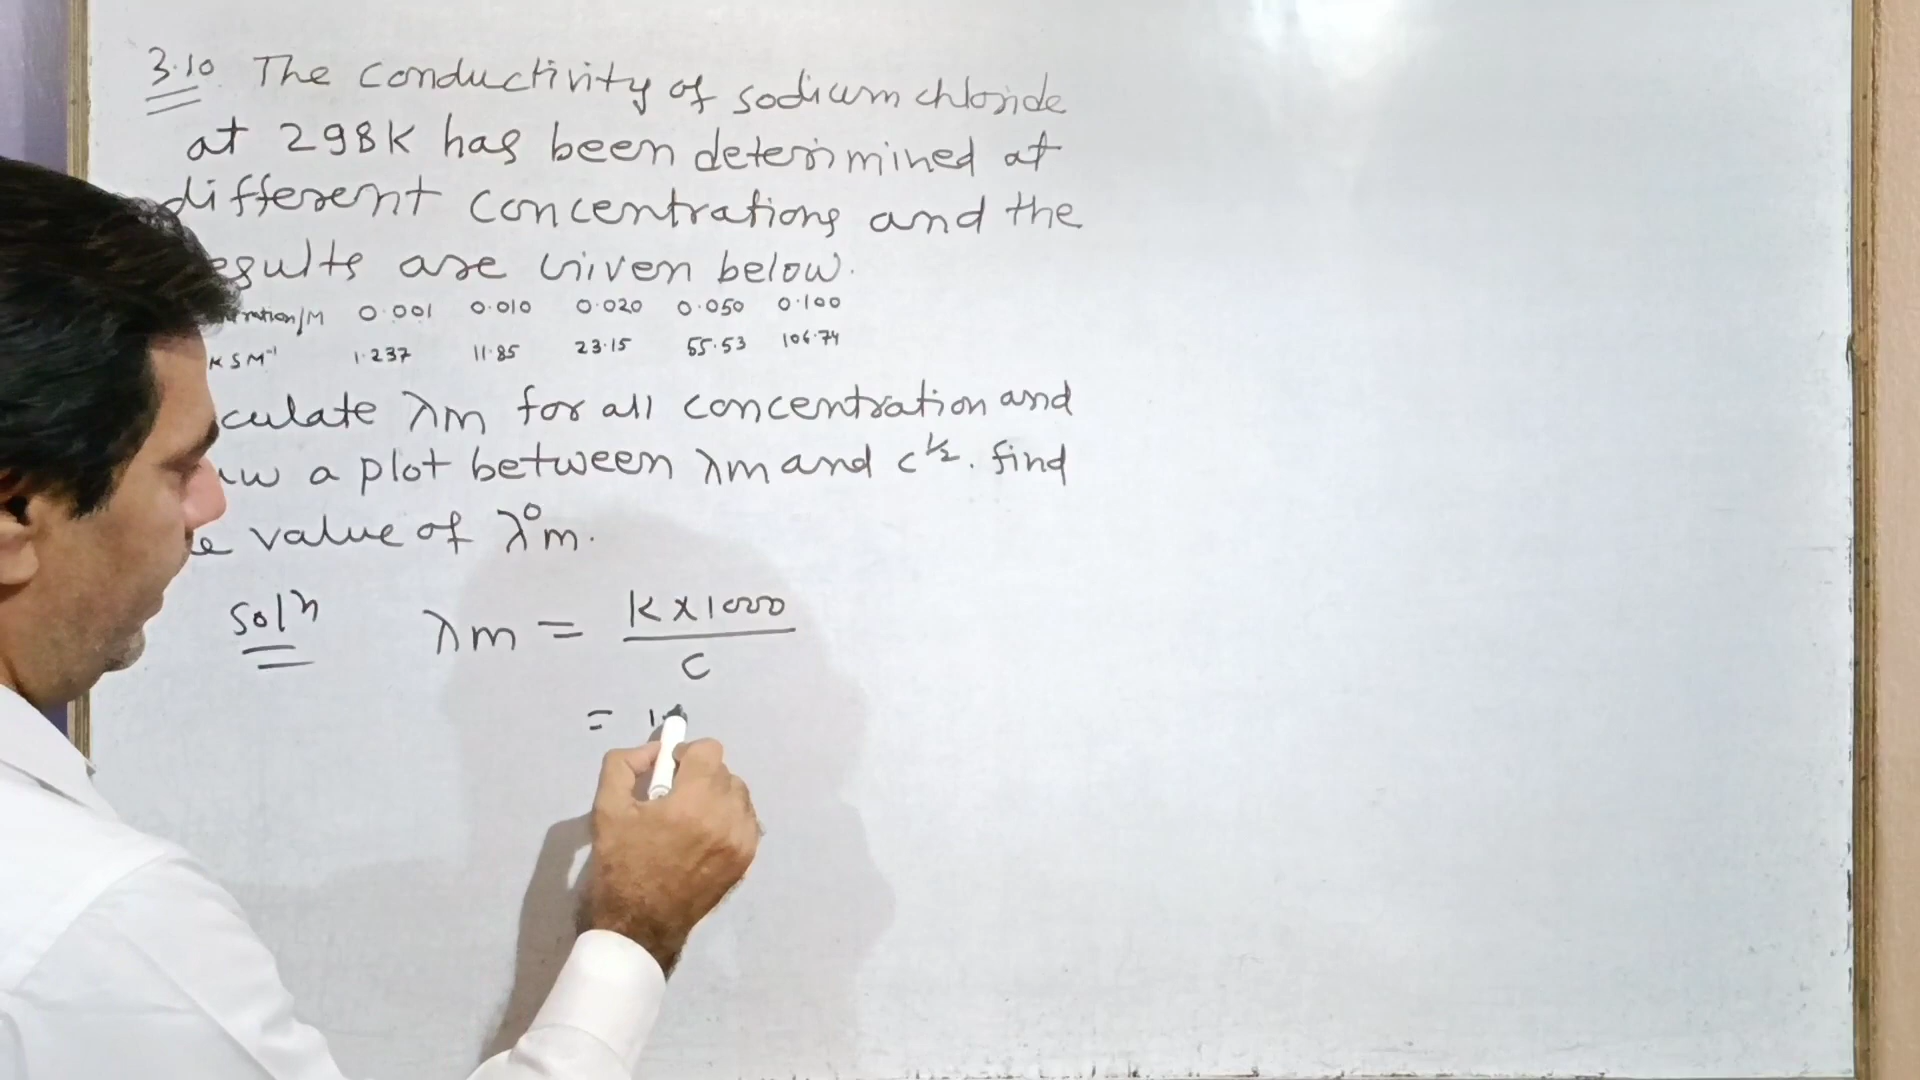 3.10. The conductivity of sodium chloride
at 298K has been determined at
different concentrations and the
esults are Given below.
ration/M 0.001 0.010 0.020 0.050 0.100
K S M⁻¹ 1.237 11.85 23.15 55.53 106.74
culate λm for all concentration and
w a plot between λm and c^½. find
e value of λ°m.
Solⁿ λm = K×1000
c
= 1.